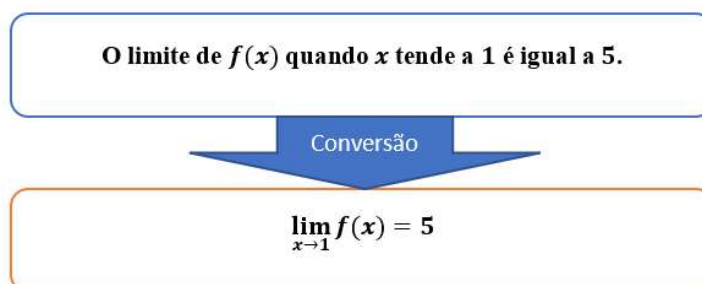 O limite de f(x) quando x tende a 1 é igual a 5.
Conversão
lim f(x) = 5
x→1